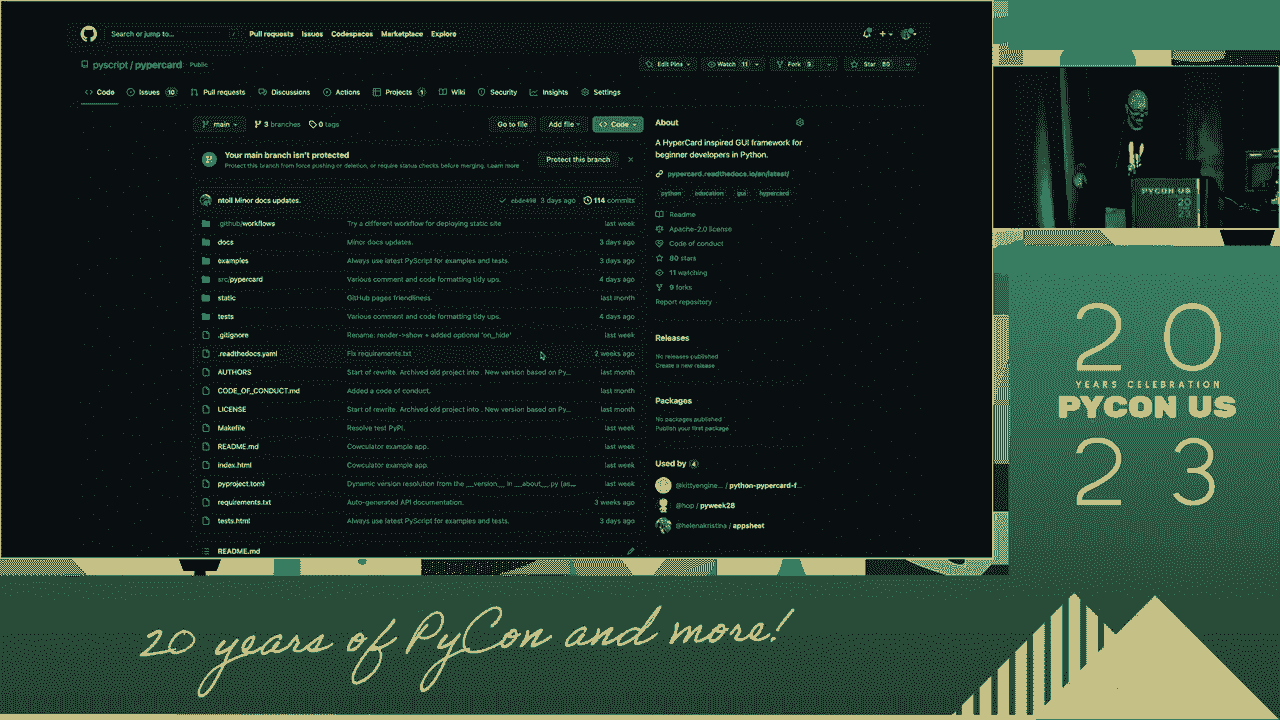 Search or jump to... /
Pull requests Issues Codespaces Marketplace Explore
pyscript / pypercard Public
Edit Pins Watch 11 Fork 9 Star 80
Code Issues 10 Pull requests Discussions Actions Projects 1 Wiki Security Insights Settings
main 3 branches 0 tags Go to file Add file Code
Your main branch isn't protected
Protect this branch from force pushing or deletion, or require status checks before merging. Learn more
Protect this branch
ntoll Minor docs updates. 3 days ago 114 commits
.github/workflows Try a different workflow for deploying static site last week
docs Minor docs updates. 3 days ago
examples Always use latest PyScript for examples and tests. 3 days ago
src/pypercard Various comment and code formatting tidy ups. 4 days ago
static GitHub pages friendliness. last month
tests Various comment and code formatting tidy ups. 4 days ago
.gitignore Rename: render->show + added optional 'on_hide' last week
.readthedocs.yaml Fix requirements.txt 2 weeks ago
AUTHORS Start of rewrite. Archived old project into . New version based on Py... last month
CODE_OF_CONDUCT.md Added a code of conduct. last month
LICENSE Start of rewrite. Archived old project into . New version based on Py... last month
Makefile Resolve test PyPI. last week
README.md Cowculator example app. last week
index.html Cowculator example app. last week
pyproject.toml Dynamic version resolution from the __version__ in __about__.py (as... last week
requirements.txt Auto-generated API documentation. 3 weeks ago
tests.html Always use latest PyScript for examples and tests. 3 days ago
README.md
About
A HyperCard inspired GUI framework for
beginner developers in Python.
pypercard.readthedocs.io/en/latest/
python education gui hypercard
Readme
Apache-2.0 license
Code of conduct
80 stars
11 watching
9 forks
Report repository
Releases
No releases published
Create a new release
Packages
No packages published
Publish your first package
Used by 4
@kittyengine... / python-pypercard-f...
@hop / pyweek28
@helenakristina / appsheet
PYCON US
20
23
20
YEARS CELEBRATION
PYCON US
23
20 years of PyCon and more!